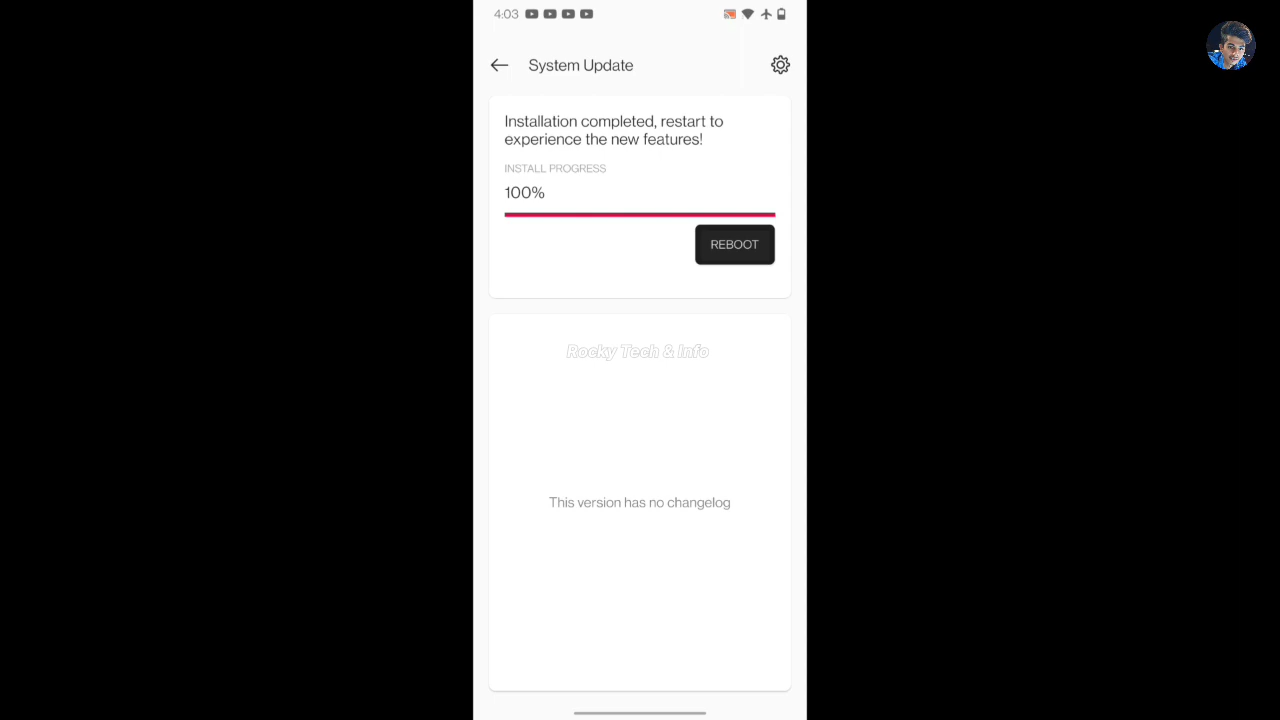 4:03
System Update
Installation completed, restart to
experience the new features!
INSTALL PROGRESS
100%
REBOOT
Rocky Tech & Info
This version has no changelog